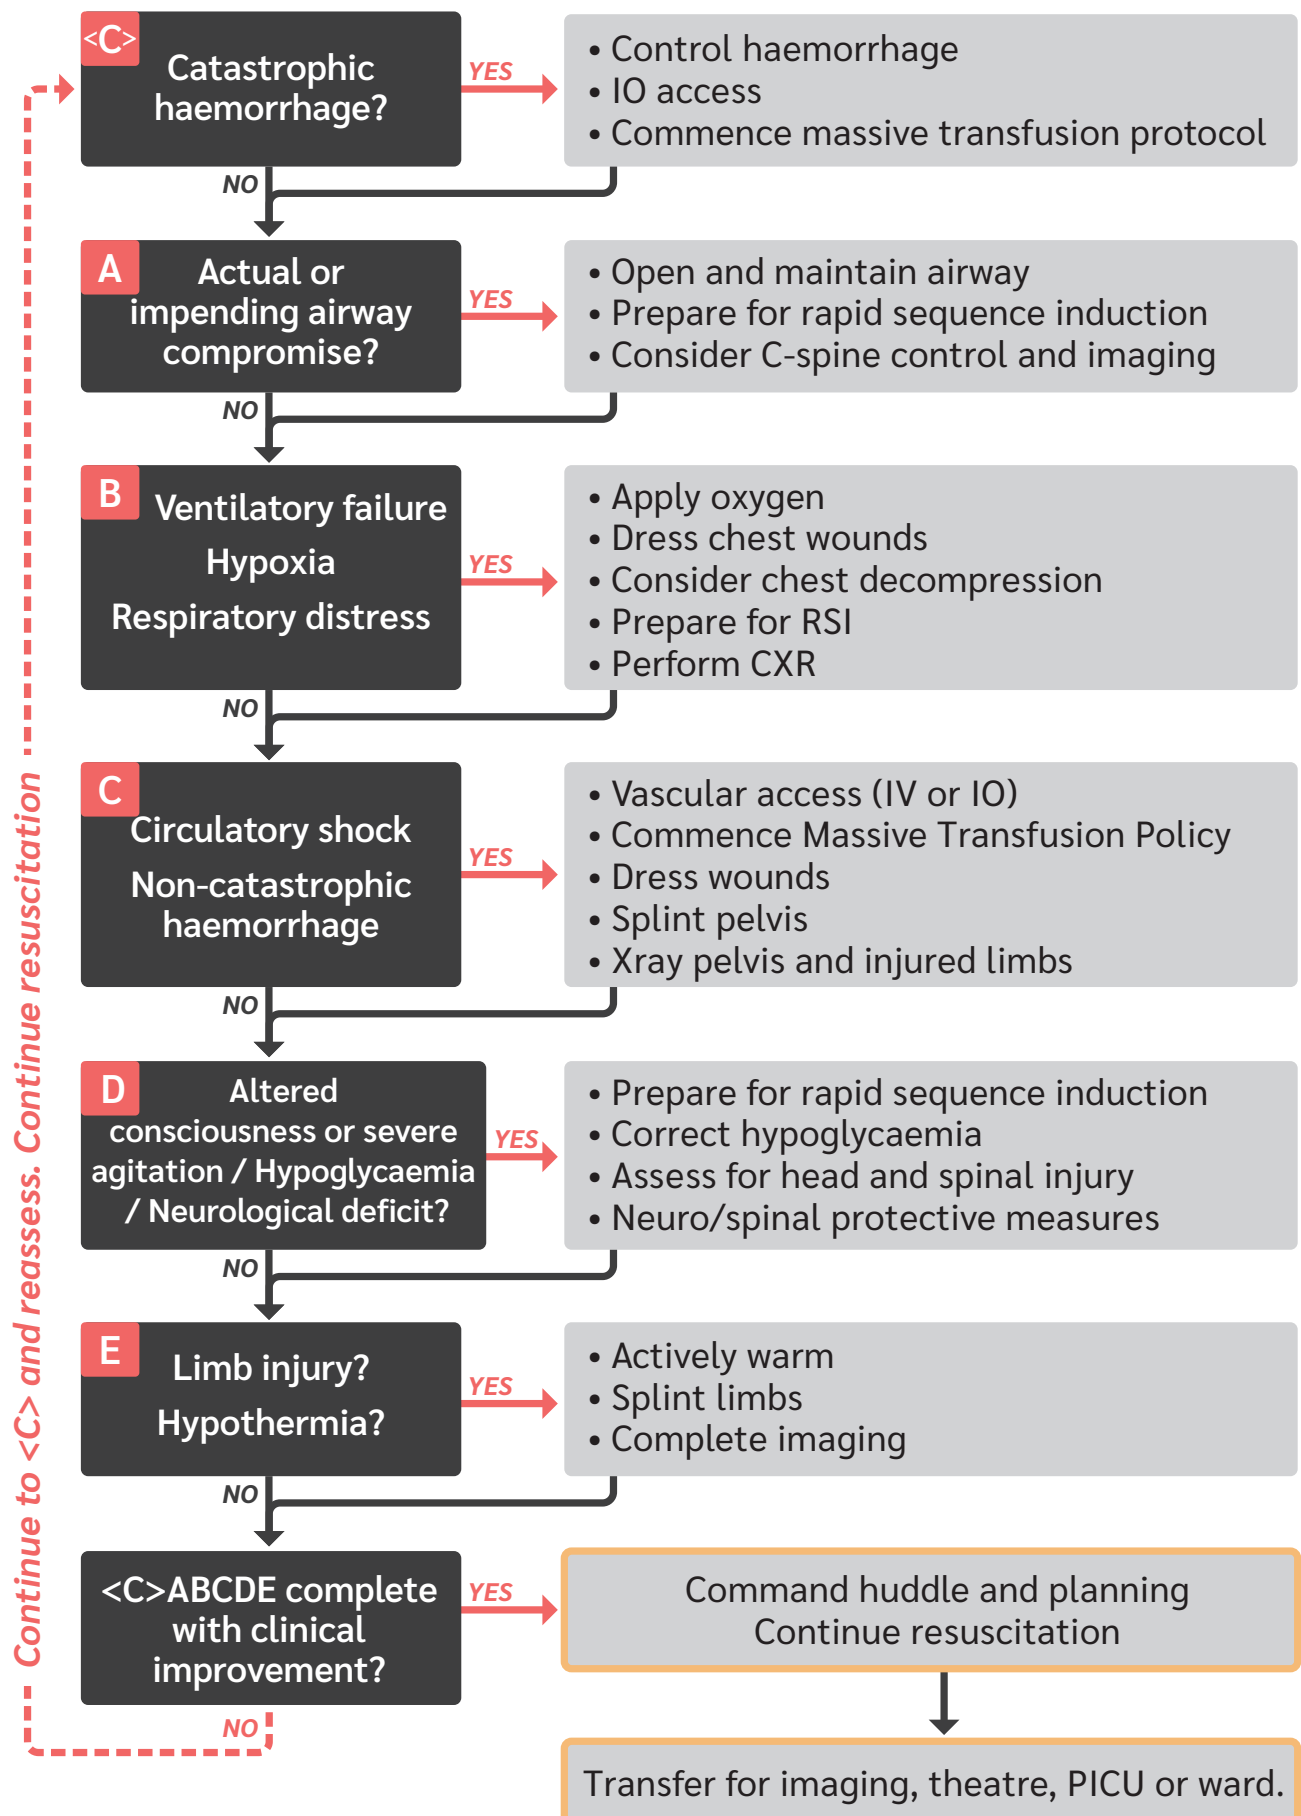 <C>
Catastrophic
haemorrhage?
YES
• Control haemorrhage
• IO access
• Commence massive transfusion protocol
NO
A
Actual or
impending airway
compromise?
YES
• Open and maintain airway
• Prepare for rapid sequence induction
• Consider C-spine control and imaging
NO
B
Ventilatory failure
Hypoxia
Respiratory distress
YES
• Apply oxygen
• Dress chest wounds
• Consider chest decompression
• Prepare for RSI
• Perform CXR
NO
C
Circulatory shock
Non-catastrophic
haemorrhage
YES
• Vascular access (IV or IO)
• Commence Massive Transfusion Policy
• Dress wounds
• Splint pelvis
• Xray pelvis and injured limbs
NO
D
Altered
consciousness or severe
agitation / Hypoglycaemia
/ Neurological deficit?
YES
• Prepare for rapid sequence induction
• Correct hypoglycaemia
• Assess for head and spinal injury
• Neuro/spinal protective measures
NO
E
Limb injury?
Hypothermia?
YES
• Actively warm
• Splint limbs
• Complete imaging
NO
<C>ABCDE complete
with clinical
improvement?
YES
Command huddle and planning
Continue resuscitation
NO
Transfer for imaging, theatre, PICU or ward.
Continue to <C> and reassess. Continue resuscitation